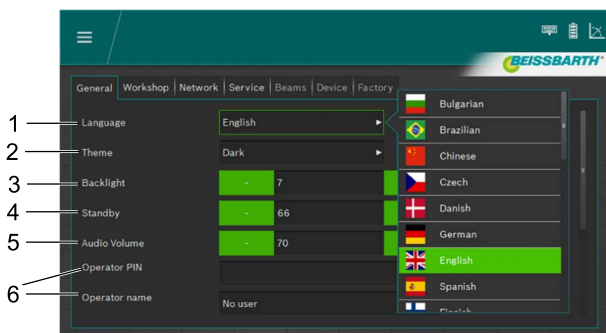 BEISSBARTH
General Workshop Network Service Beams Device Factory
1 Language English
2 Theme Dark
3 Backlight - 7
4 Standby - 66
5 Audio Volume - 70
6 Operator PIN
Operator name No user
Bulgarian
Brazilian
Chinese
Czech
Danish
German
English
Spanish
Finnish